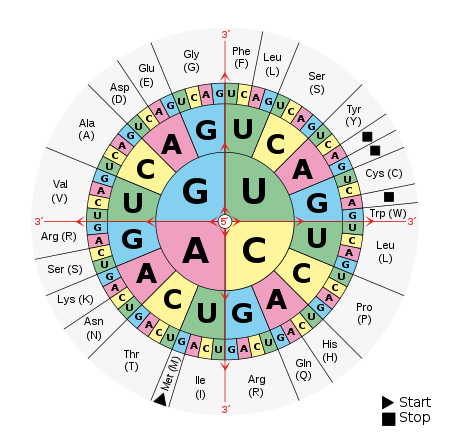 3´
Phe
(F)
Leu
(L)
Ser
(S)
Tyr
(Y)
Cys (C)
Trp (W)
3´
Leu
(L)
Pro
(P)
His
(H)
Gln
(Q)
Arg
(R)
3´
Ile
(I)
Met (M)
Thr
(T)
Asn
(N)
Lys (K)
Ser (S)
Arg (R)
3´
Val
(V)
Ala
(A)
Asp
(D)
Glu
(E)
Gly
(G)
U C A G U C A G U C A G U C A G
U C A G U C A G U C A G U C A G
U C A G U C A G U C A G U C A G
U C A G U C A G U C A G U C A G
U C A G
U C A G
U C A G
U C A G
G U
5´
A C
Start
Stop